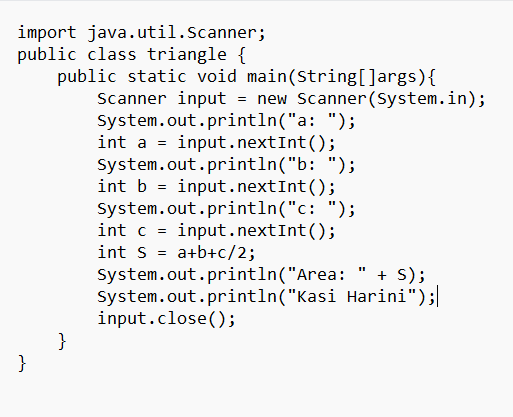 import java.util.Scanner;
public class triangle {
    public static void main(String[]args){
        Scanner input = new Scanner(System.in);
        System.out.println("a: ");
        int a = input.nextInt();
        System.out.println("b: ");
        int b = input.nextInt();
        System.out.println("c: ");
        int c = input.nextInt();
        int S = a+b+c/2;
        System.out.println("Area: " + S);
        System.out.println("Kasi Harini");
        input.close();
    }
}